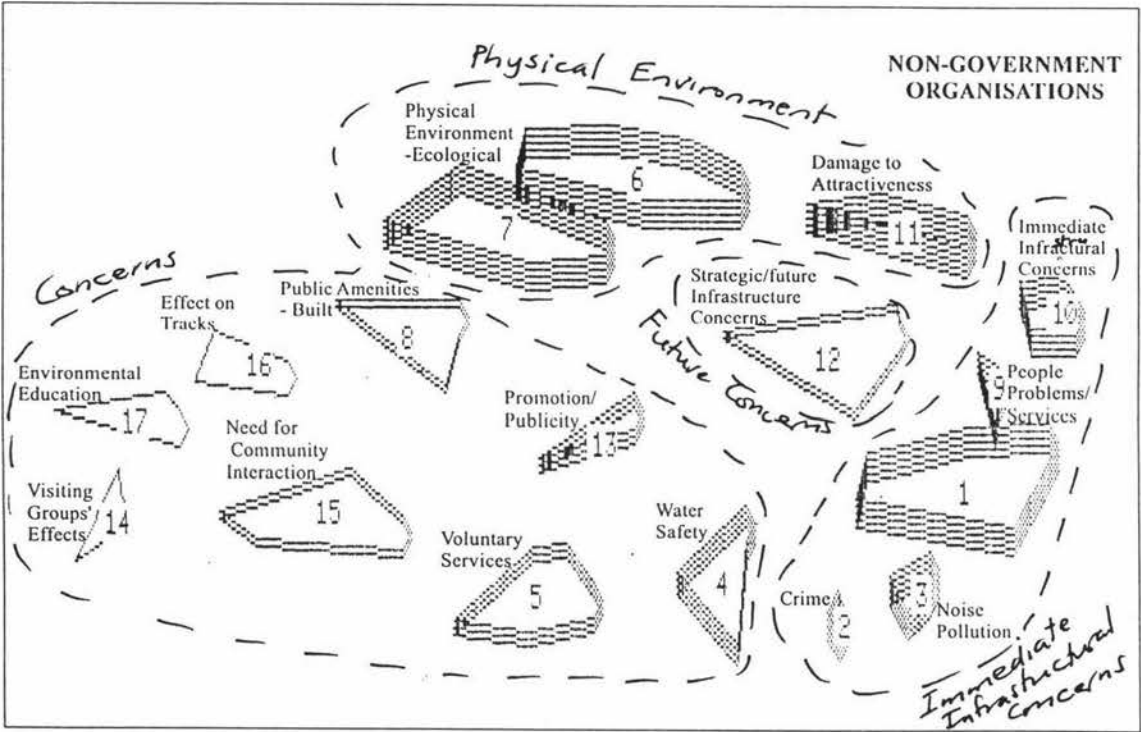 Physical Environment
NON-GOVERNMENT
ORGANISATIONS
Physical
Environment
-Ecological
6
7
Damage to
Attractiveness
11
Immediate
Infractural
stru
Concerns
10
Concerns
Effect on
Tracks
16
Public Amenities
- Built
8
Strategic/future
Infrastructure
Concerns
12
Future Concerns
9
People
Problems/
Services
1
Environmental
Education
17
Need for
Community
Interaction
15
Promotion/
Publicity
13
Visiting
Groups'
Effects
14
Voluntary
Services
5
Water
Safety
4
Crime
2
3
Noise
Pollution
Immediate
Infrastructural
Concerns